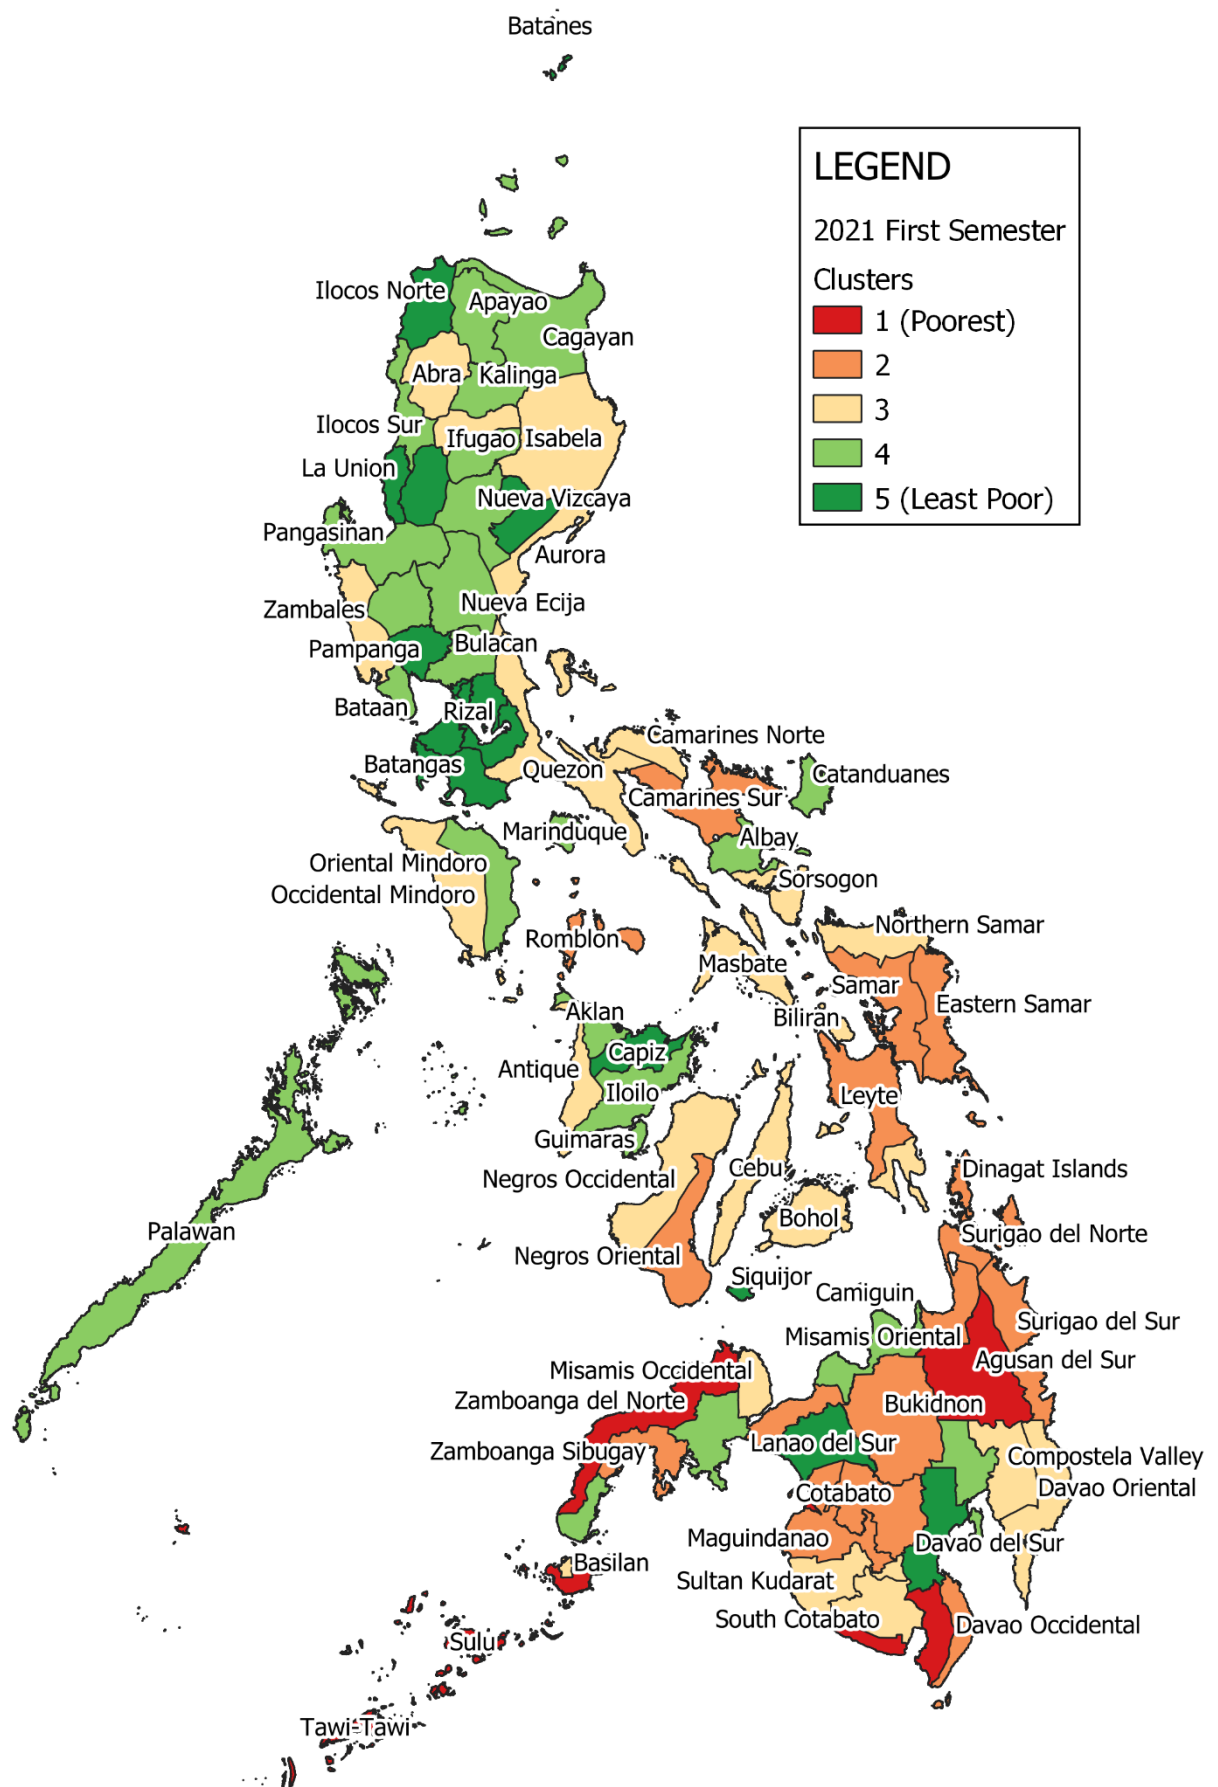 Batanes
LEGEND
2021 First Semester
Clusters
1 (Poorest)
2
3
4
5 (Least Poor)
Ilocos Norte
Apayao
Cagayan
Abra
Kalinga
Ilocos Sur
Ifugao
Isabela
La Union
Nueva Vizcaya
Pangasinan
Aurora
Nueva Ecija
Zambales
Bulacan
Pampanga
Bataan
Rizal
Camarines Norte
Batangas
Quezon
Catanduanes
Camarines Sur
Marinduque
Albay
Oriental Mindoro
Sorsogon
Occidental Mindoro
Northern Samar
Romblon
Masbate
Samar
Eastern Samar
Aklan
Biliran
Capiz
Antique
Iloilo
Leyte
Guimaras
Cebu
Dinagat Islands
Negros Occidental
Bohol
Palawan
Surigao del Norte
Negros Oriental
Siquijor
Camiguin
Surigao del Sur
Misamis Oriental
Agusan del Sur
Misamis Occidental
Zamboanga del Norte
Bukidnon
Lanao del Sur
Zamboanga Sibugay
Compostela Valley
Davao Oriental
Cotabato
Maguindanao
Davao del Sur
Basilan
Sultan Kudarat
South Cotabato
Davao Occidental
Sulu
Tawi-Tawi